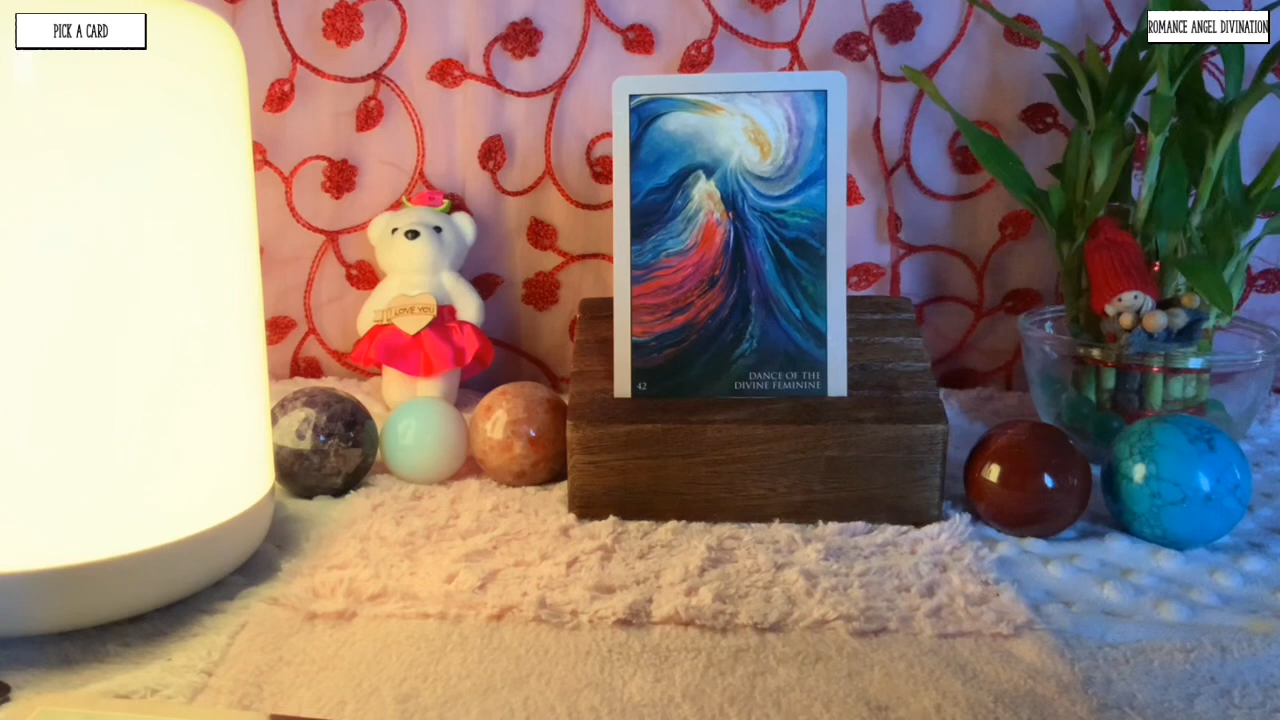 PICK A CARD
ROMANCE ANGEL DIVINATION
LOVE YOU
42
DANCE OF THE
DIVINE FEMININE